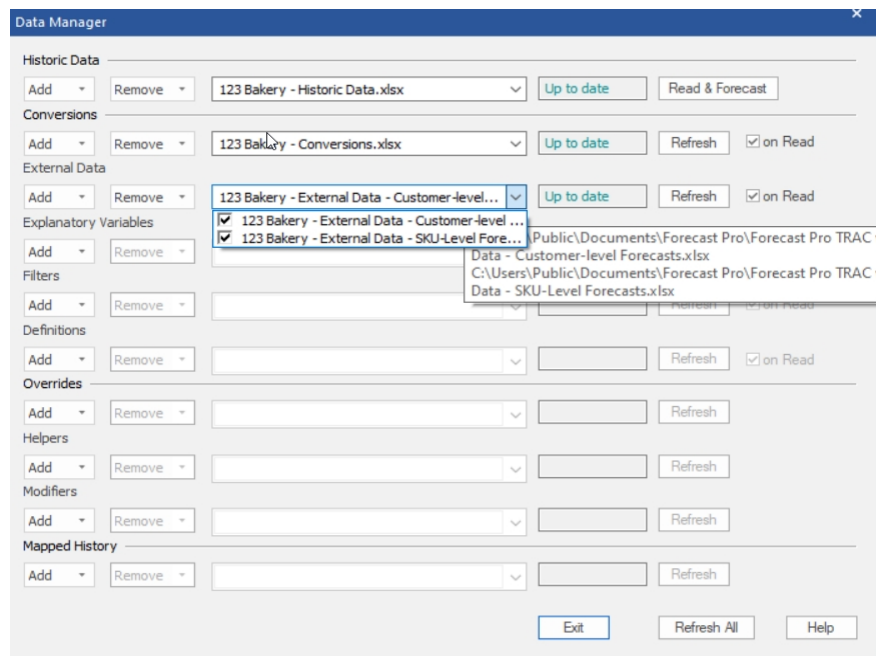 Data Manager
Historic Data
Add Remove 123 Bakery - Historic Data.xlsx Up to date Read & Forecast
Conversions
Add Remove 123 Bakery - Conversions.xlsx Up to date Refresh on Read
External Data
Add Remove 123 Bakery - External Data - Customer-level... Up to date Refresh on Read
Explanatory Variables
123 Bakery - External Data - Customer-level ...
123 Bakery - External Data - SKU-Level Fore...
\Public\Documents\Forecast Pro\Forecast Pro TRAC
Add Remove
Data - Customer-level Forecasts.xlsx
Filters
C:\Users\Public\Documents\Forecast Pro\Forecast Pro TRAC
Data - SKU-Level Forecasts.xlsx
Add Remove Refresh on Read
Definitions
Add Remove Refresh on Read
Overrides
Add Remove Refresh
Helpers
Add Remove Refresh
Modifiers
Add Remove Refresh
Mapped History
Add Remove Refresh
Exit Refresh All Help